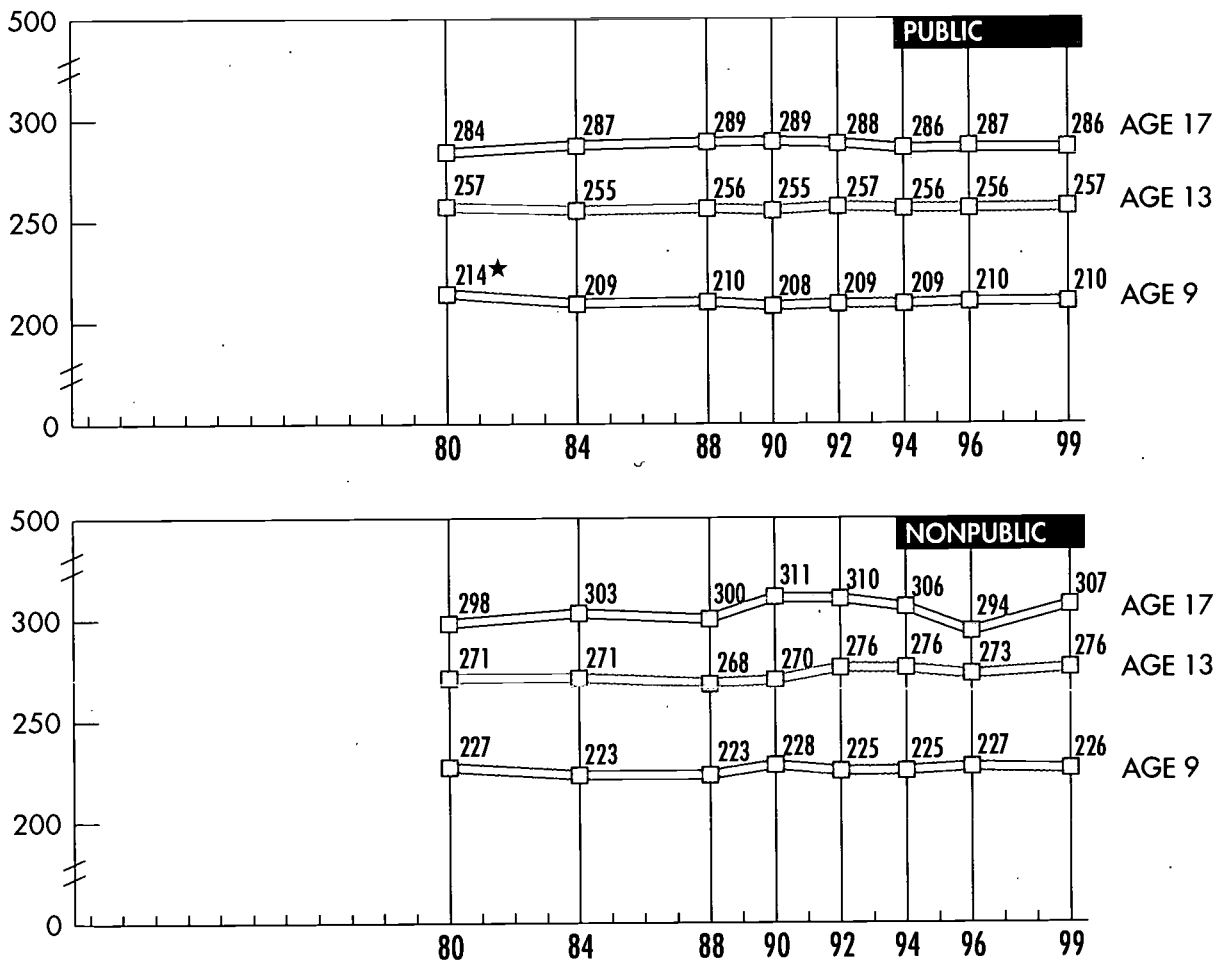 500 PUBLIC
300 284 287 289 289 288 286 287 286 AGE 17
250 257 255 256 255 257 256 256 257 AGE 13
214★ 209 210 208 209 209 210 210 AGE 9
200
0
80 84 88 90 92 94 96 99
500 NONPUBLIC
300 298 303 300 311 310 306 294 307 AGE 17
271 271 268 270 276 276 273 276 AGE 13
250
227 223 223 228 225 225 227 226 AGE 9
200
0
80 84 88 90 92 94 96 99